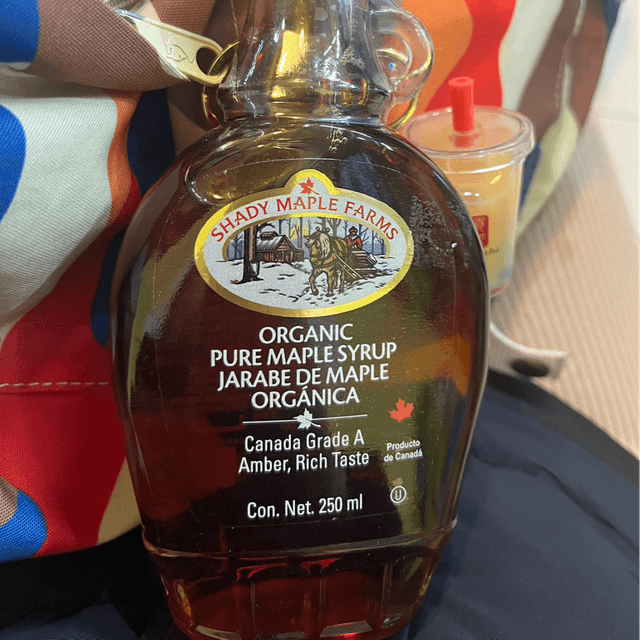 SHADY MAPLE FARMS
ORGANIC
PURE MAPLE SYRUP
JARABE DE MAPLE
ORGÁNICA
Canada Grade A
Amber, Rich Taste
Producto
de Canadá
Con. Net. 250 ml
U